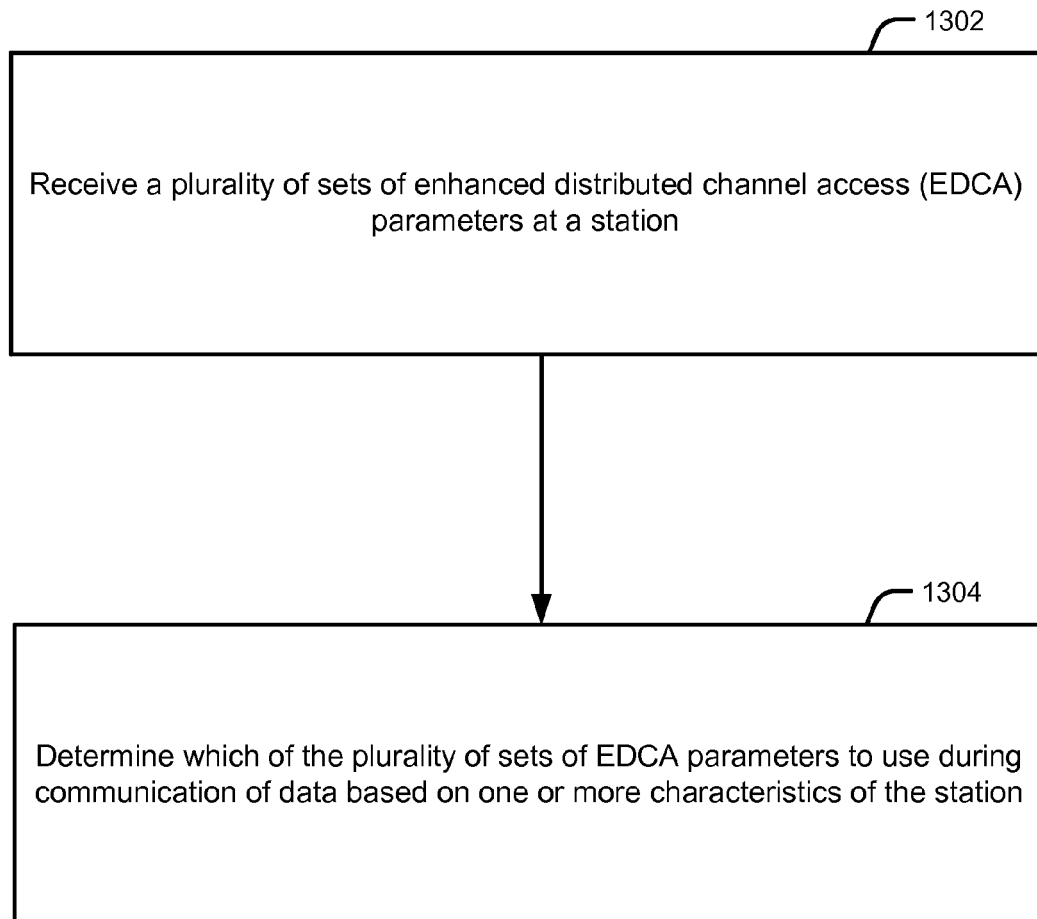 1302
Receive a plurality of sets of enhanced distributed channel access (EDCA)
parameters at a station
1304
Determine which of the plurality of sets of EDCA parameters to use during
communication of data based on one or more characteristics of the station